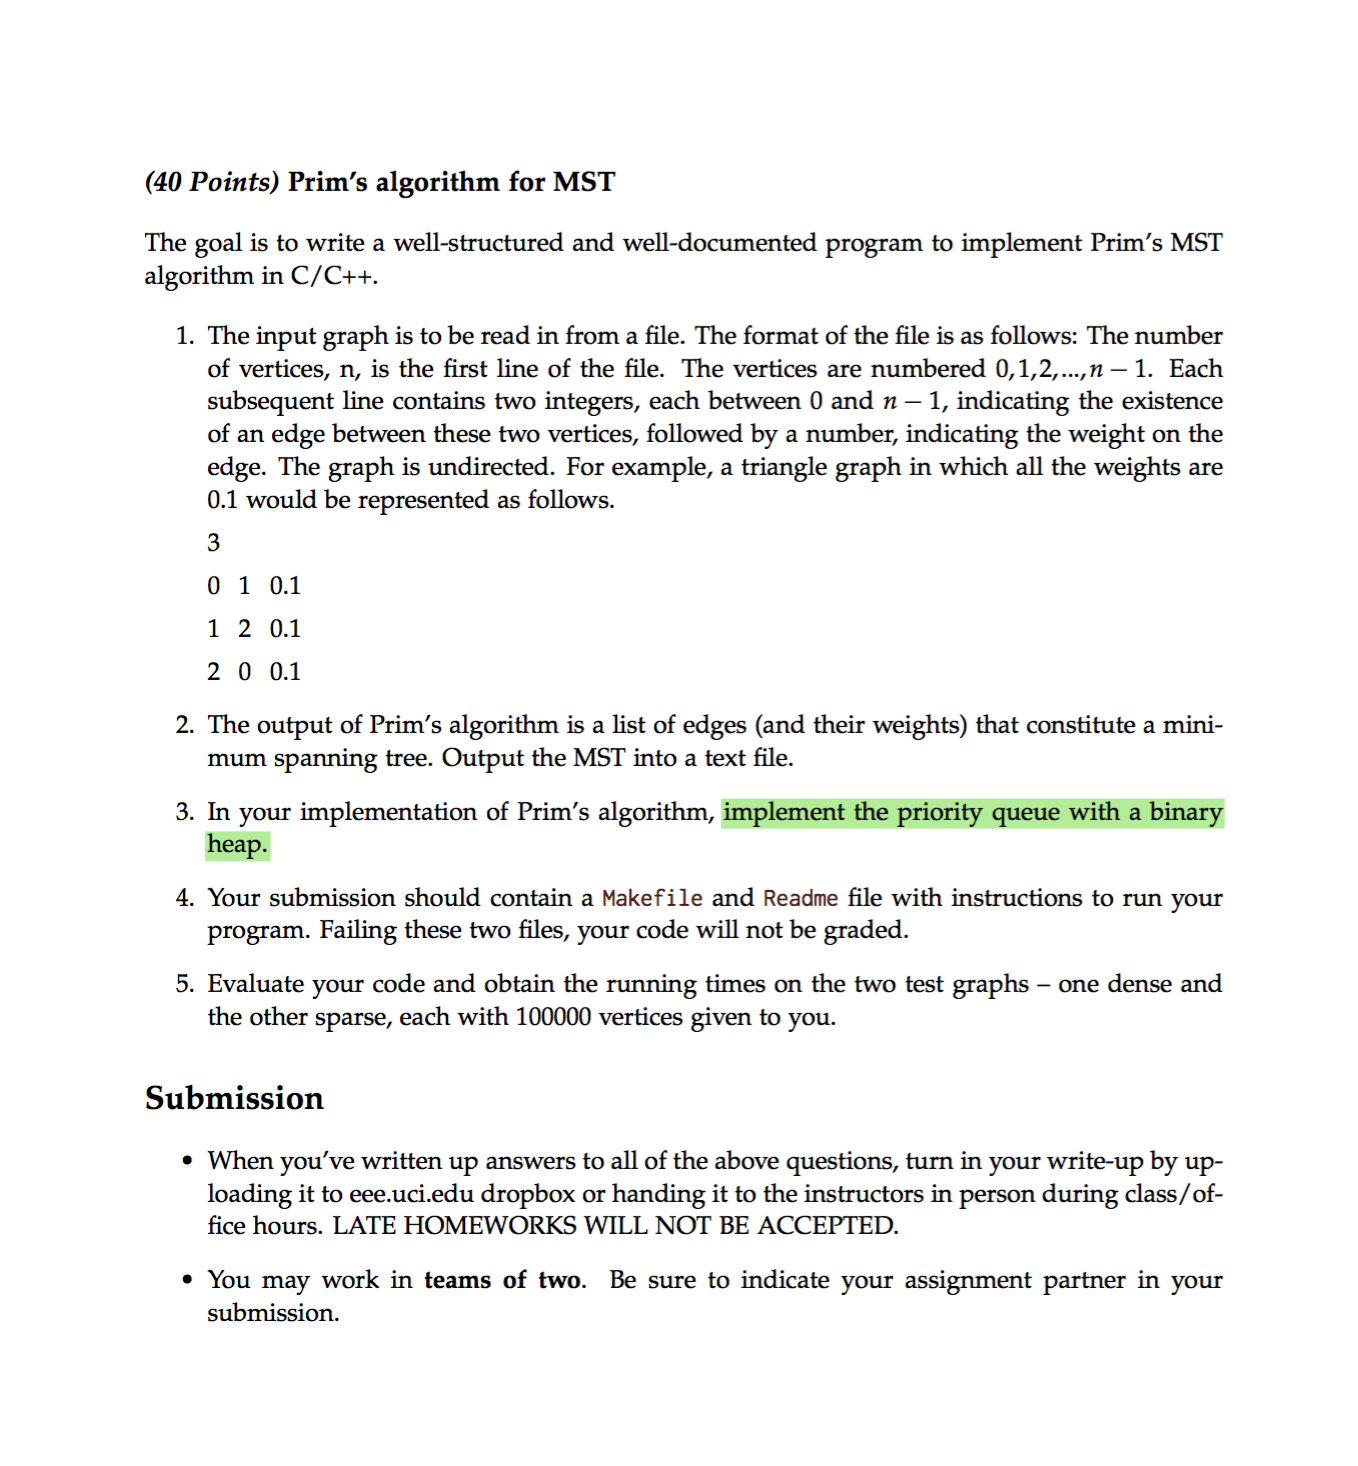 (40 Points) Prim's algorithm for MST
The goal is to write a well-structured and well-documented program to implement Prim's MST
algorithm in C/C++.
1. The input graph is to be read in from a file. The format of the file is as follows: The number
of vertices, n, is the first line of the file. The vertices are numbered 0,1,2,...,n − 1. Each
subsequent line contains two integers, each between 0 and n − 1, indicating the existence
of an edge between these two vertices, followed by a number, indicating the weight on the
edge. The graph is undirected. For example, a triangle graph in which all the weights are
0.1 would be represented as follows.
3
0 1 0.1
1 2 0.1
2 0 0.1
2. The output of Prim's algorithm is a list of edges (and their weights) that constitute a mini-
mum spanning tree. Output the MST into a text file.
3. In your implementation of Prim's algorithm, implement the priority queue with a binary
heap.
4. Your submission should contain a Makefile and Readme file with instructions to run your
program. Failing these two files, your code will not be graded.
5. Evaluate your code and obtain the running times on the two test graphs – one dense and
the other sparse, each with 100000 vertices given to you.
Submission
• When you've written up answers to all of the above questions, turn in your write-up by up-
loading it to eee.uci.edu dropbox or handing it to the instructors in person during class/of-
fice hours. LATE HOMEWORKS WILL NOT BE ACCEPTED.
• You may work in teams of two. Be sure to indicate your assignment partner in your
submission.